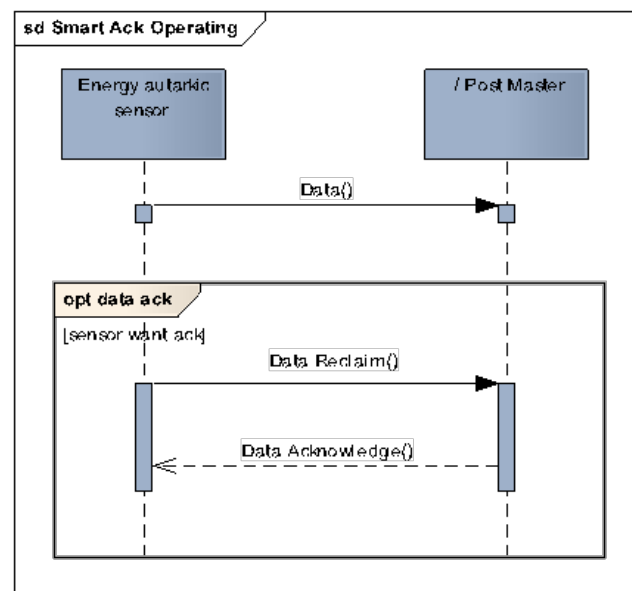 sd Smart Ack Operating
Energy autarkic
sensor
/ Post Master
Data()
opt data ack
[sensor want ack]
Data Reclaim()
Data Acknowledge()